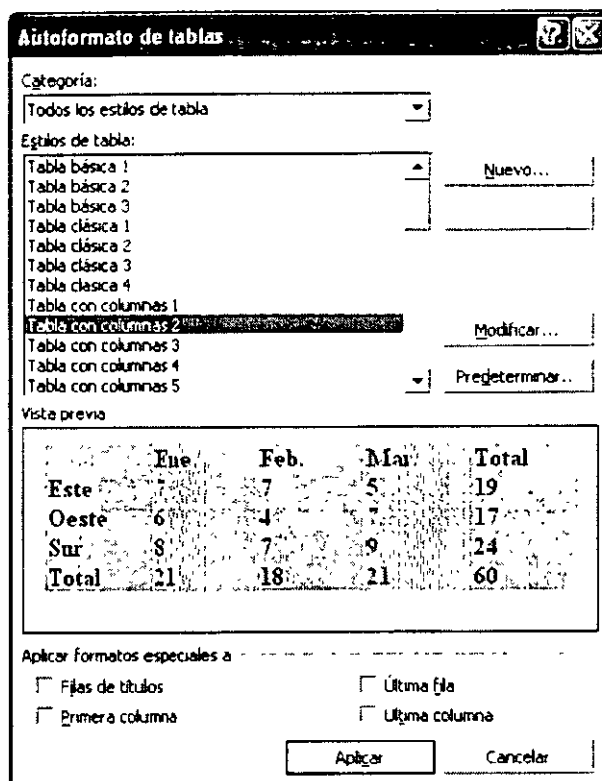 Autoformato de tablas
Categoría:
Todos los estilos de tabla
Estilos de tabla:
Tabla básica 1
Tabla básica 2
Tabla básica 3
Tabla clásica 1
Tabla clásica 2
Tabla clásica 3
Tabla clasica 4
Tabla con columnas 1
Tabla con columnas 2
Tabla con columnas 3
Tabla con columnas 4
Tabla con columnas 5
Nuevo...
Modificar...
Predeterminar..
Vista previa
Ene Feb. Mar Total
Este 7 5 19
Oeste 6 4 17
Sur 8 7 9 24
Total 21 18 21 60
Aplicar formatos especiales a
Filas de títulos Última fila
Primera columna Ultima columna
Aplicar Cancelar